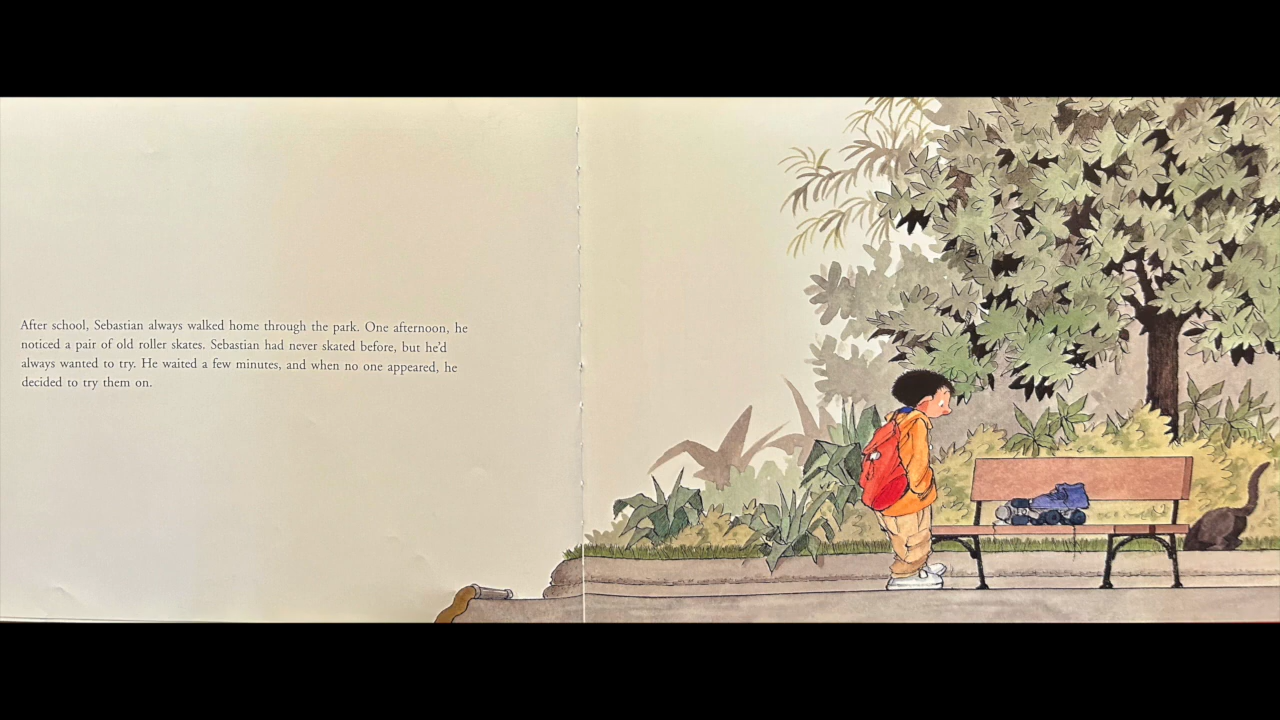 After school, Sebastian always walked home through the park. One afternoon, he
noticed a pair of old roller skates. Sebastian had never skated before, but he'd
always wanted to try. He waited a few minutes, and when no one appeared, he
decided to try them on.